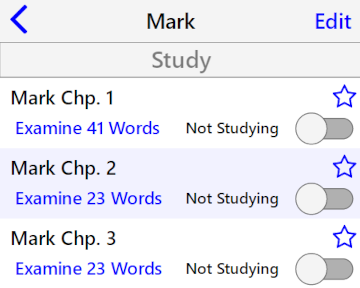 Mark Edit
Study
Mark Chp. 1
Examine 41 Words Not Studying
Mark Chp. 2
Examine 23 Words Not Studying
Mark Chp. 3
Examine 23 Words Not Studying